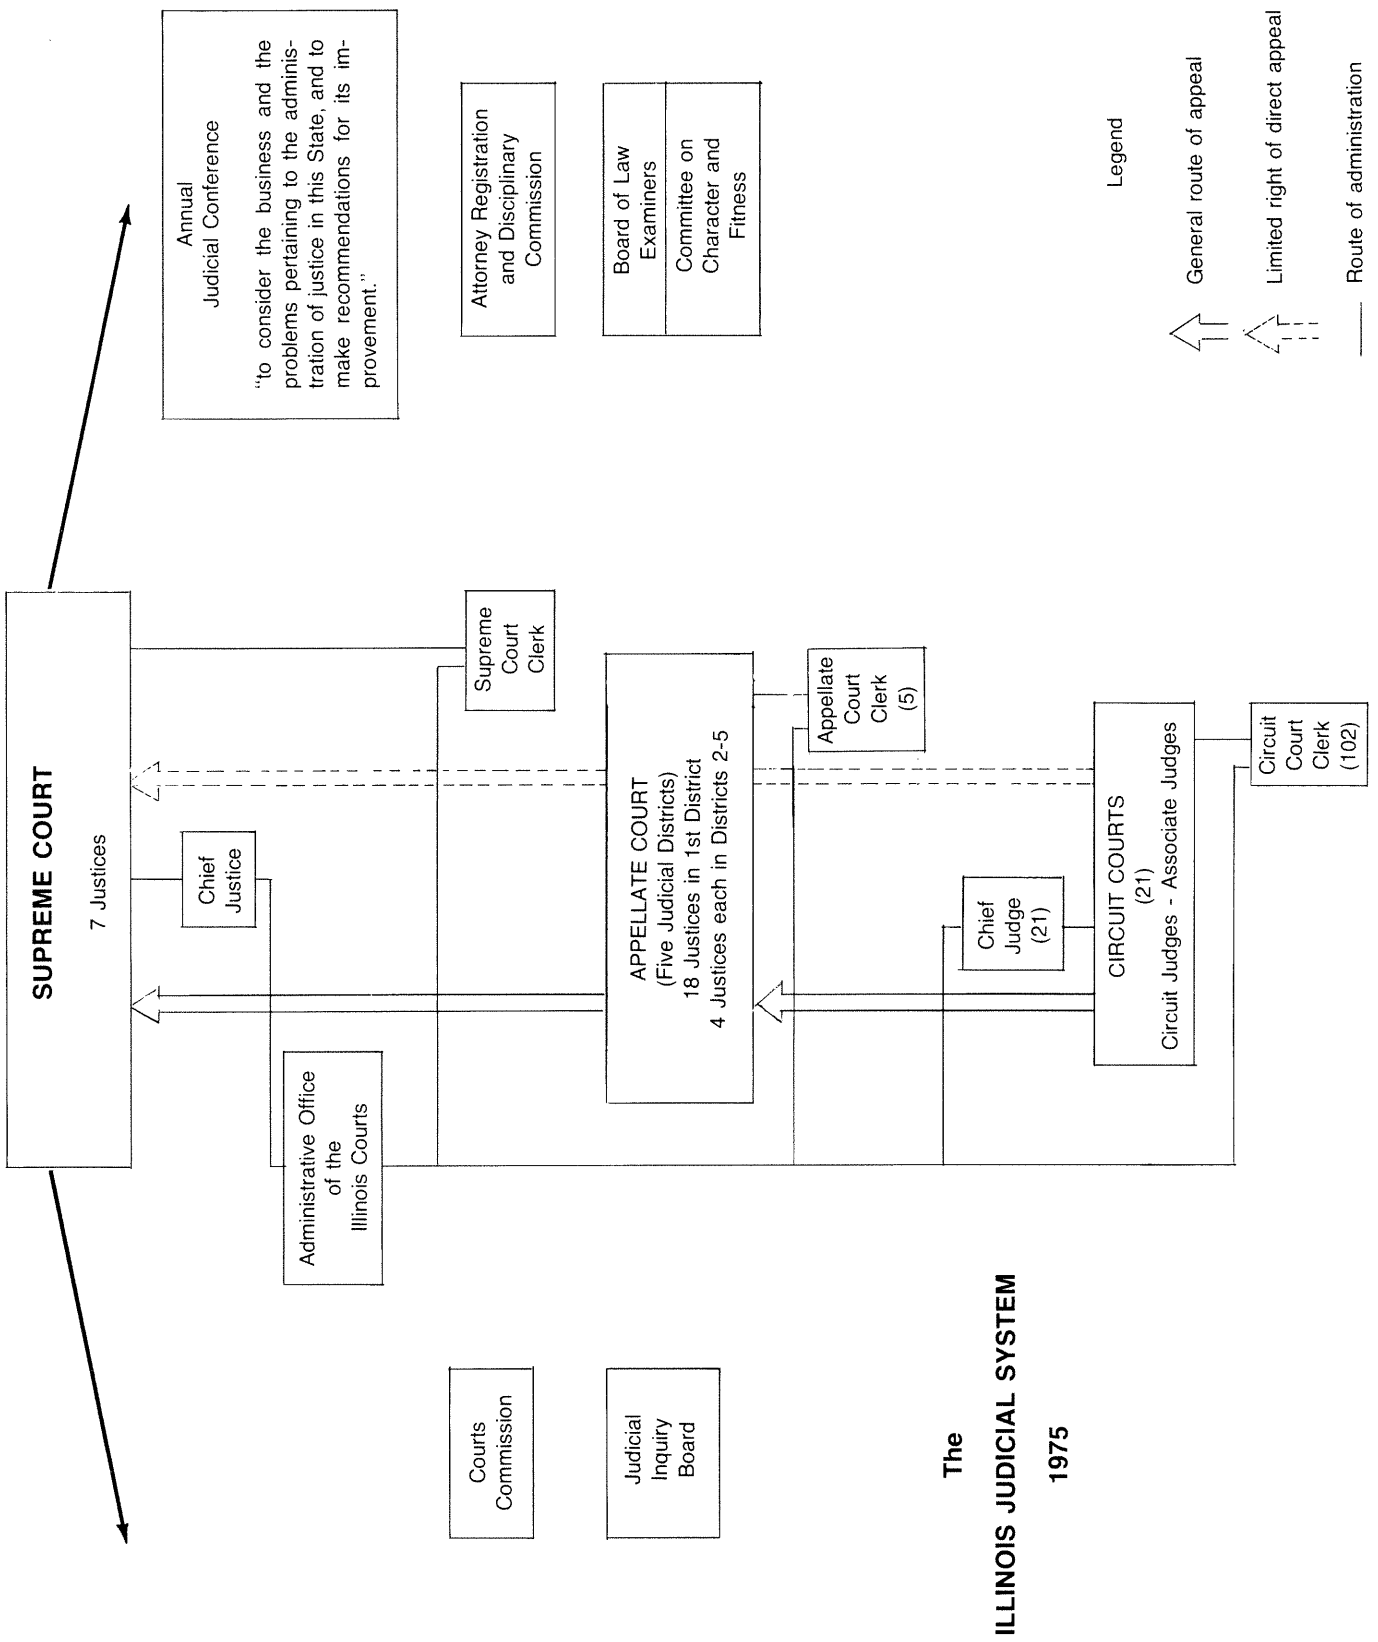 SUPREME COURT
7 Justices
Chief
Justice
Administrative Office
of the
Illinois Courts
Supreme
Court
Clerk
Annual
Judicial Conference
“to consider the business and the
problems pertaining to the adminis-
tration of justice in this State, and to
make recommendations for its im-
provement.”
Courts
Commission
Attorney Registration
and Disciplinary
Commission
Judicial
Inquiry
Board
APPELLATE COURT
(Five Judicial Districts)
18 Justices in 1st District
4 Justices each in Districts 2-5
Board of Law
Examiners
Committee on
Character and
Fitness
Appellate
Court
Clerk
(5)
Chief
Judge
(21)
CIRCUIT COURTS
(21)
Circuit Judges - Associate Judges
Circuit
Court
Clerk
(102)
The
ILLINOIS JUDICIAL SYSTEM
1975
Legend
General route of appeal
Limited right of direct appeal
Route of administration